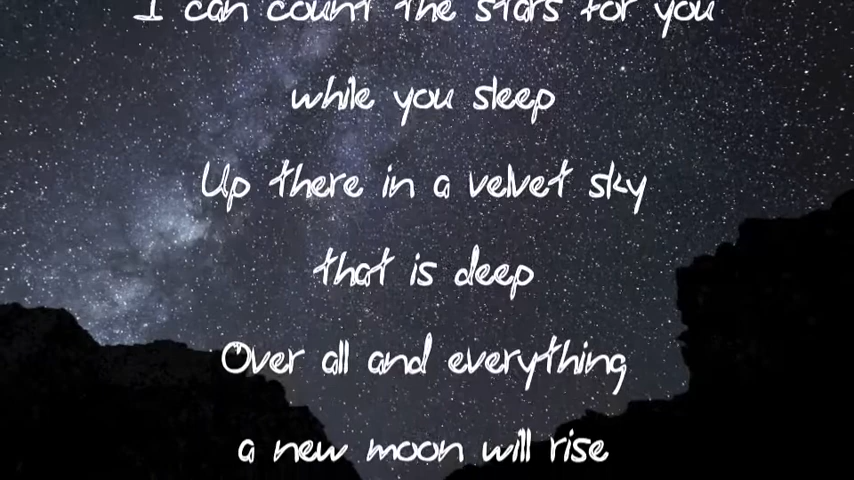 I can count the stars for you
while you sleep
Up there in a velvet sky
that is deep
Over all and everything
a new moon will rise